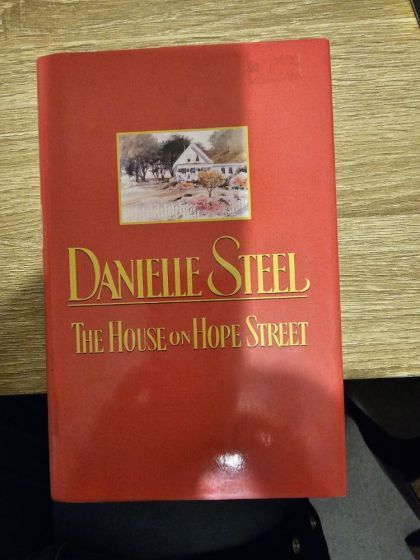 DANIELLE STEEL
THE HOUSE ON HOPE STREET